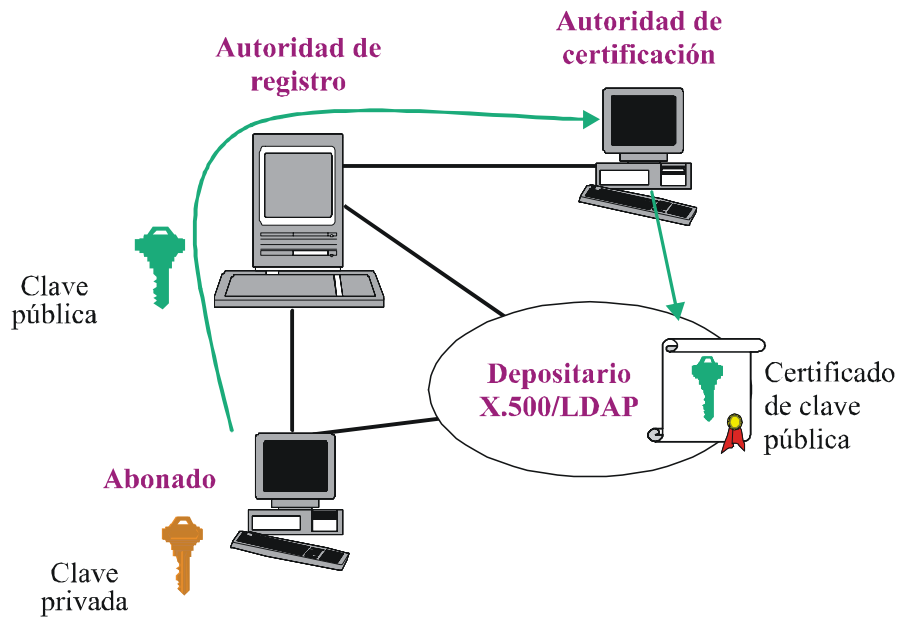 Autoridad de
registro
Autoridad de
certificación
Clave
pública
Depositario
X.500/LDAP
Certificado
de clave
pública
Abonado
Clave
privada